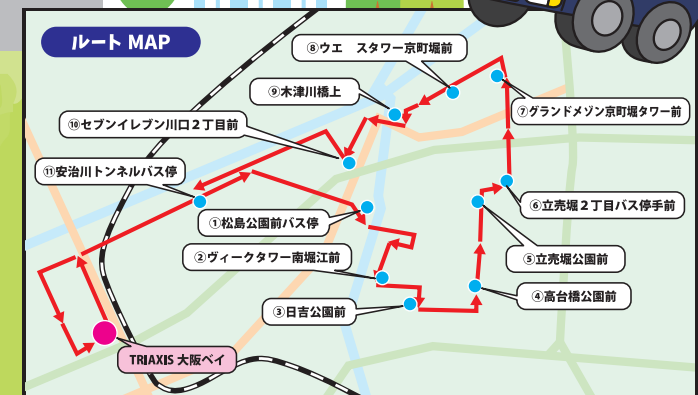 ルート MAP
⑧ウエ　スタワー京町堀前
⑨木津川橋上
⑦グランドメゾン京町堀タワー前
⑩セブンイレブン川口２丁目前
⑪安治川トンネルバス停
⑥立売堀２丁目バス停手前
①松島公園前バス停
②ヴィークタワー南堀江前
⑤立売堀公園前
④高台橋公園前
③日吉公園前
TRIAXIS 大阪ベイ